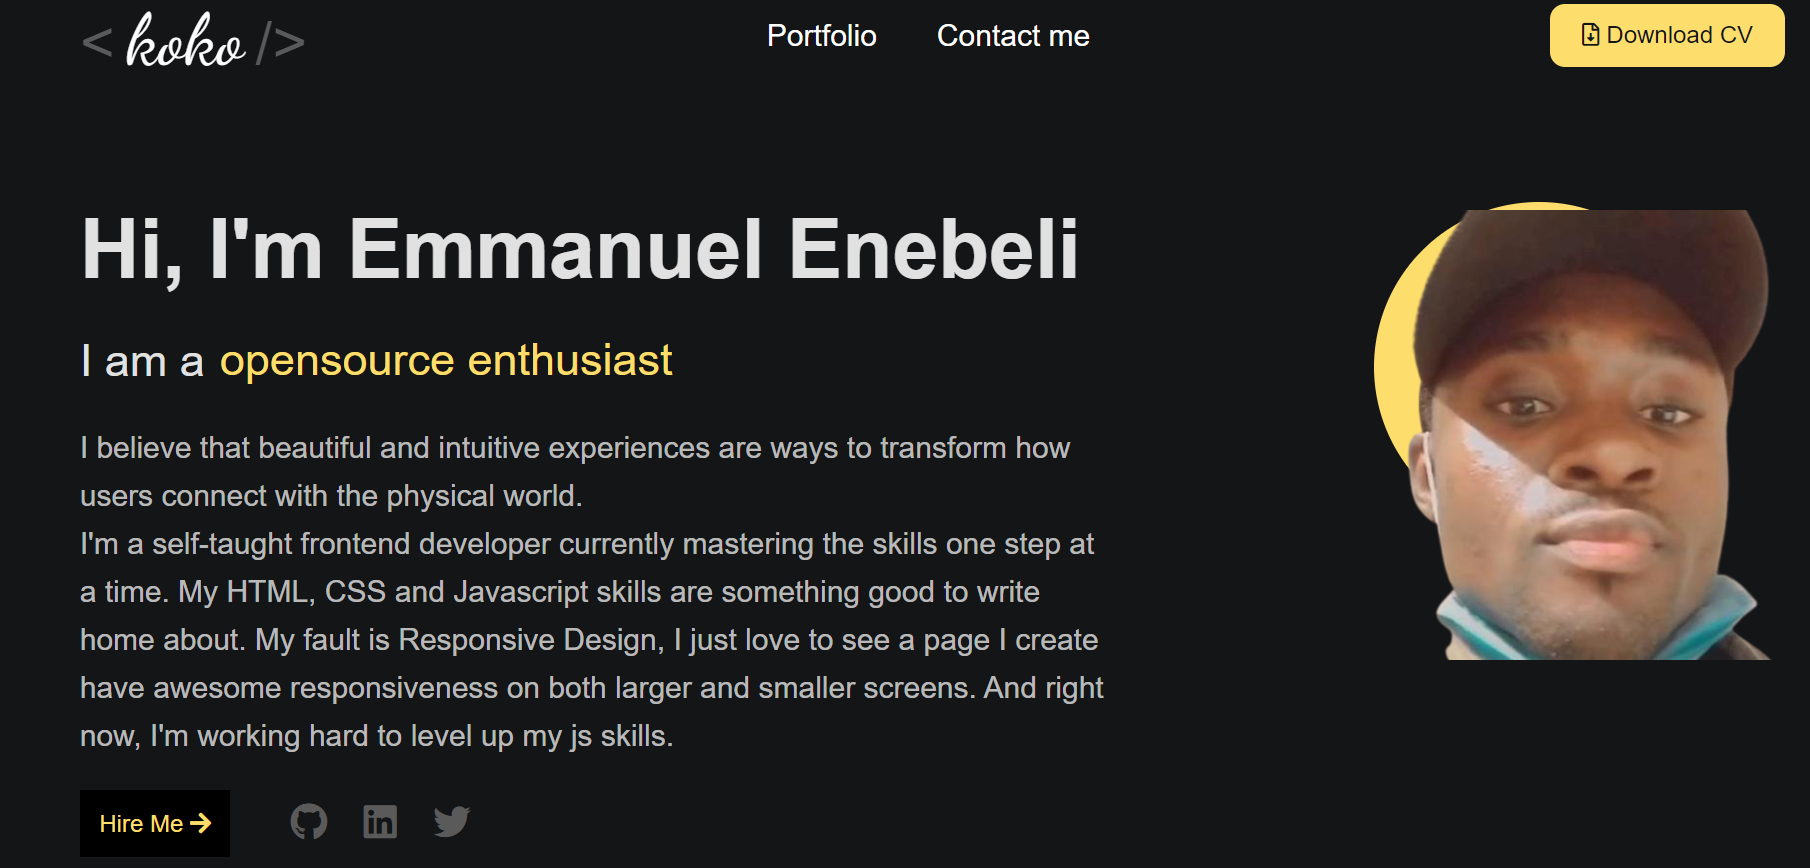 < koko />
Portfolio
Contact me
Download CV
Hi, I'm Emmanuel Enebeli
I am a opensource enthusiast
I believe that beautiful and intuitive experiences are ways to transform how
users connect with the physical world.
I'm a self-taught frontend developer currently mastering the skills one step at
a time. My HTML, CSS and Javascript skills are something good to write
home about. My fault is Responsive Design, I just love to see a page I create
have awesome responsiveness on both larger and smaller screens. And right
now, I'm working hard to level up my js skills.
Hire Me
in